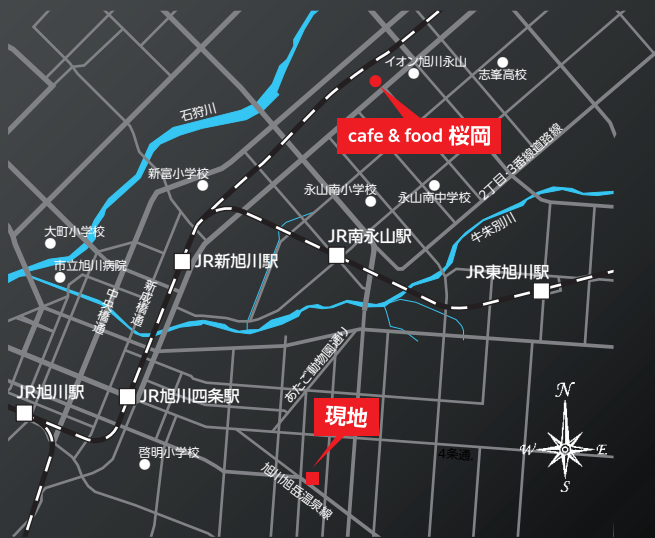 イオン旭川永山
志峯高校
石狩川
cafe & food 桜岡
2丁目・3番線道路線
新富小学校
永山南小学校
永山南中学校
大町小学校
牛朱別川
JR南永山駅
市立旭川病院
JR新旭川駅
JR東旭川駅
新成橋通
中央橋通
あたご動物園通り
JR旭川駅
JR旭川四条駅
現地
N
W
E
S
啓明小学校
4条通.
旭川旭岳温泉線